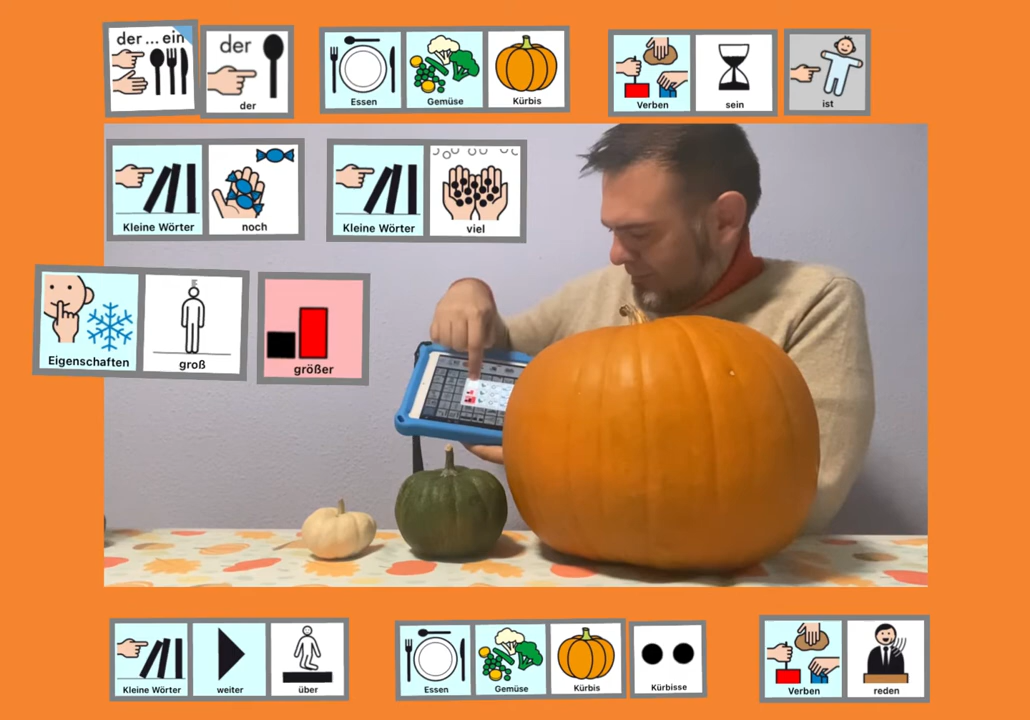 der ... ein
der
der
Essen
Gemüse
Kürbis
Verben
sein
ist
Kleine Wörter
noch
Kleine Wörter
viel
Eigenschaften
groß
größer
Kleine Wörter
weiter
über
Essen
Gemüse
Kürbis
Kürbisse
Verben
reden